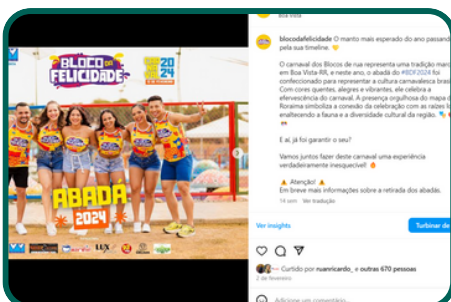 Boa Vista
BLOCO DA
FELICIDADE
2024
ABADÁ
2024
LUX
blocodafelicidade O manto mais esperado do ano passando
pela sua timeline. 💛
O carnaval dos Blocos de rua representa uma tradição marc
em Boa Vista-RR, e neste ano, o abadá do #BDF2024 foi
confeccionado para representar a cultura carnavalesca brasi
Com cores quentes, alegres e vibrantes, ele celebra a
efervescência do carnaval. A presença orgulhosa do mapa d
Roraima simboliza a conexão da celebração com as raízes l
enaltecendo a fauna e a diversidade cultural da região.
E aí, já foi garantir o seu?
Vamos juntos fazer deste carnaval uma experiência
verdadeiramente inesquecível! 🔥
⚠️ Atenção! ⚠️
Em breve mais informações sobre a retirada dos abadás.
14 sem Ver tradução
Ver insights
Turbinar de
Curtido por ruanricardo_ e outras 670 pessoas
2 de fevereiro
Adicione um comentário...